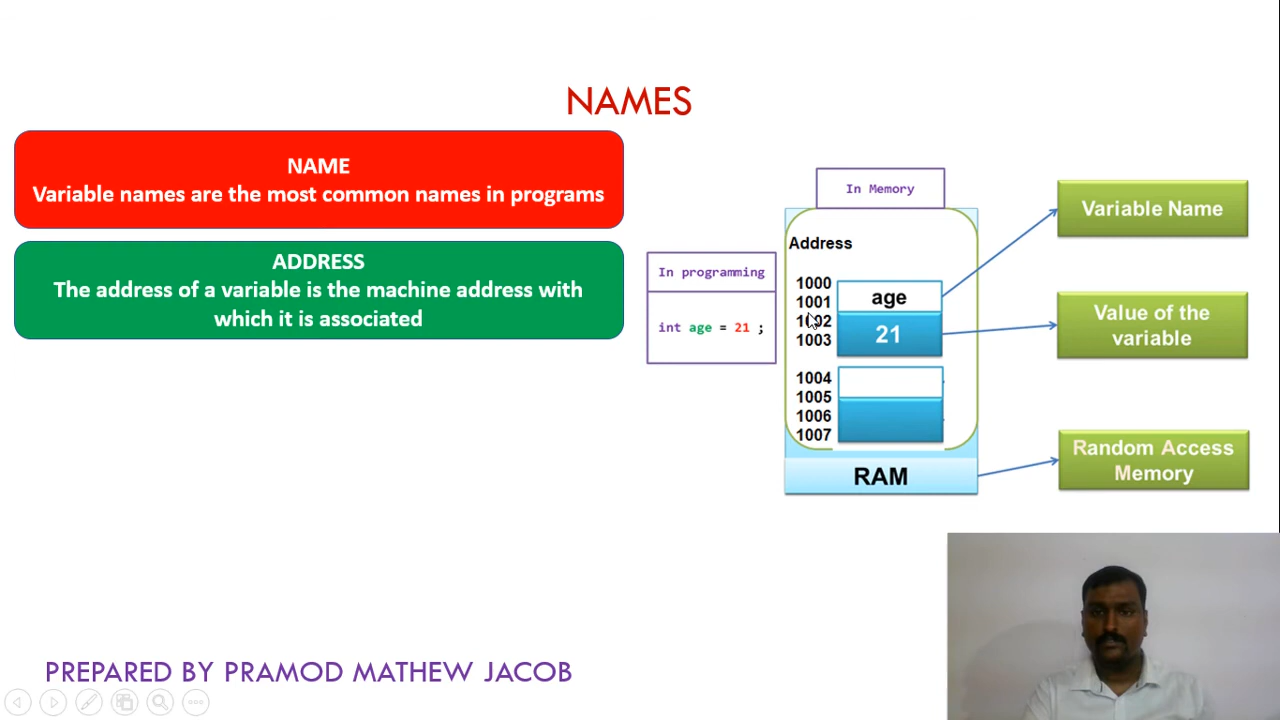 NAMES
NAME
Variable names are the most common names in programs
ADDRESS
The address of a variable is the machine address with
which it is associated
In programming
int age = 21 ;
In Memory
Address
1000
1001
1002
1003
age
21
1004
1005
1006
1007
RAM
Variable Name
Value of the
variable
Random Access
Memory
PREPARED BY PRAMOD MATHEW JACOB